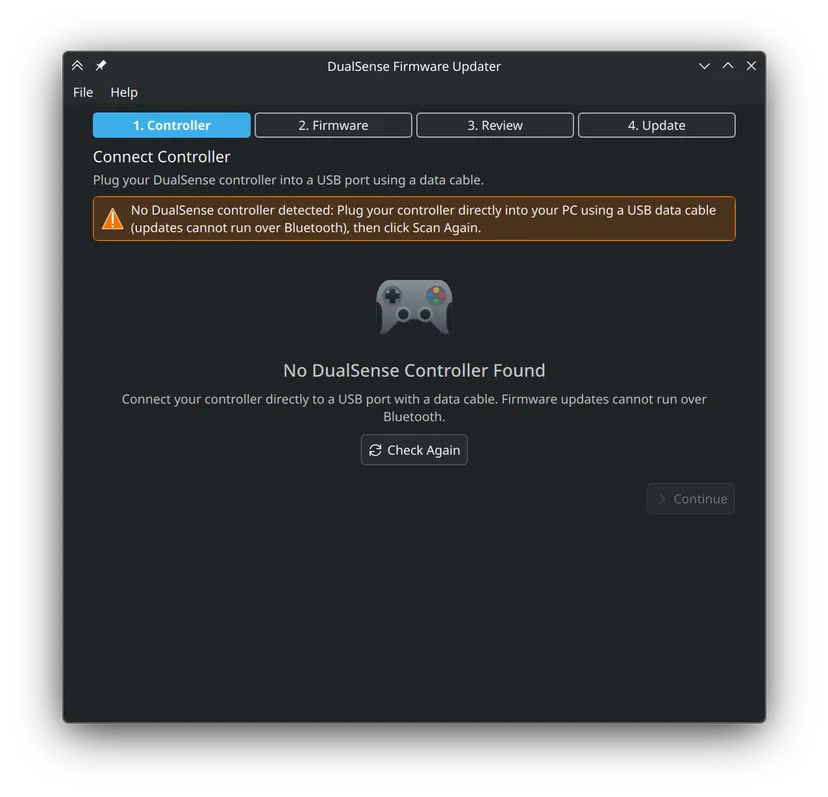 DualSense Firmware Updater
File Help
1. Controller 2. Firmware 3. Review 4. Update
Connect Controller
Plug your DualSense controller into a USB port using a data cable.
No DualSense controller detected: Plug your controller directly into your PC using a USB data cable
(updates cannot run over Bluetooth), then click Scan Again.
No DualSense Controller Found
Connect your controller directly to a USB port with a data cable. Firmware updates cannot run over
Bluetooth.
Check Again
Continue